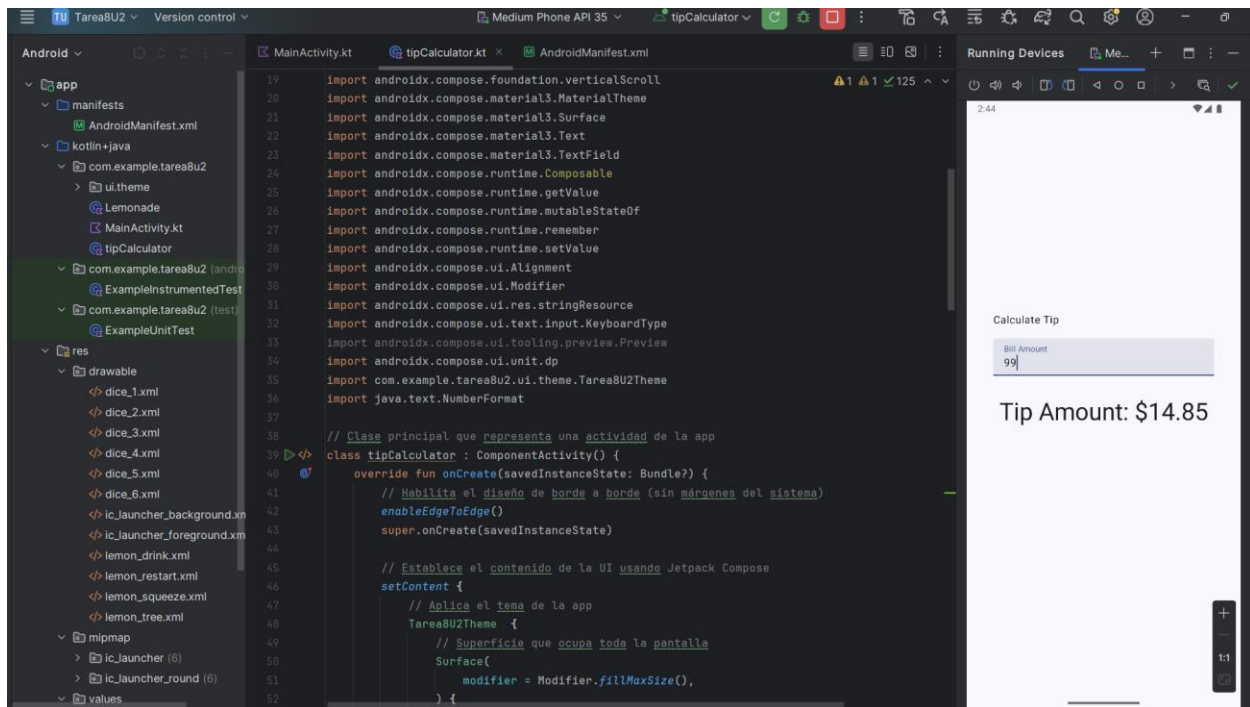 TU Tarea8U2 Version control Medium Phone API 35 tipCalculator
Android
app
manifests
AndroidManifest.xml
kotlin+java
com.example.tarea8u2
ui.theme
Lemonade
MainActivity.kt
tipCalculator
com.example.tarea8u2 (andro
ExampleInstrumentedTest
com.example.tarea8u2 (test)
ExampleUnitTest
res
drawable
dice_1.xml
dice_2.xml
dice_3.xml
dice_4.xml
dice_5.xml
dice_6.xml
ic_launcher_background.xn
ic_launcher_foreground.xm
lemon_drink.xml
lemon_restart.xml
lemon_squeeze.xml
lemon_tree.xml
mipmap
ic_launcher (6)
ic_launcher_round (6)
values
MainActivity.kt tipCalculator.kt AndroidManifest.xml
1 1 125
19 import androidx.compose.foundation.verticalScroll
20 import androidx.compose.material3.MaterialTheme
21 import androidx.compose.material3.Surface
22 import androidx.compose.material3.Text
23 import androidx.compose.material3.TextField
24 import androidx.compose.runtime.Composable
25 import androidx.compose.runtime.getValue
26 import androidx.compose.runtime.mutableStateOf
27 import androidx.compose.runtime.remember
28 import androidx.compose.runtime.setValue
29 import androidx.compose.ui.Alignment
30 import androidx.compose.ui.Modifier
31 import androidx.compose.ui.res.stringResource
32 import androidx.compose.ui.text.input.KeyboardType
33 import androidx.compose.ui.tooling.preview.Preview
34 import androidx.compose.ui.unit.dp
35 import com.example.tarea8u2.ui.theme.Tarea8U2Theme
36 import java.text.NumberFormat
37
38 // Clase principal que representa una actividad de la app
39 class tipCalculator : ComponentActivity() {
40 override fun onCreate(savedInstanceState: Bundle?) {
41 // Habilita el diseño de borde a borde (sin márgenes del sistema)
42 enableEdgeToEdge()
43 super.onCreate(savedInstanceState)
44
45 // Establece el contenido de la UI usando Jetpack Compose
46 setContent {
47 // Aplica el tema de la app
48 Tarea8U2Theme {
49 // Superficie que ocupa toda la pantalla
50 Surface(
51 modifier = Modifier.fillMaxSize(),
52 ) {
Running Devices Me...
2:44
Calculate Tip
Bill Amount
99
Tip Amount: $14.85
1:1